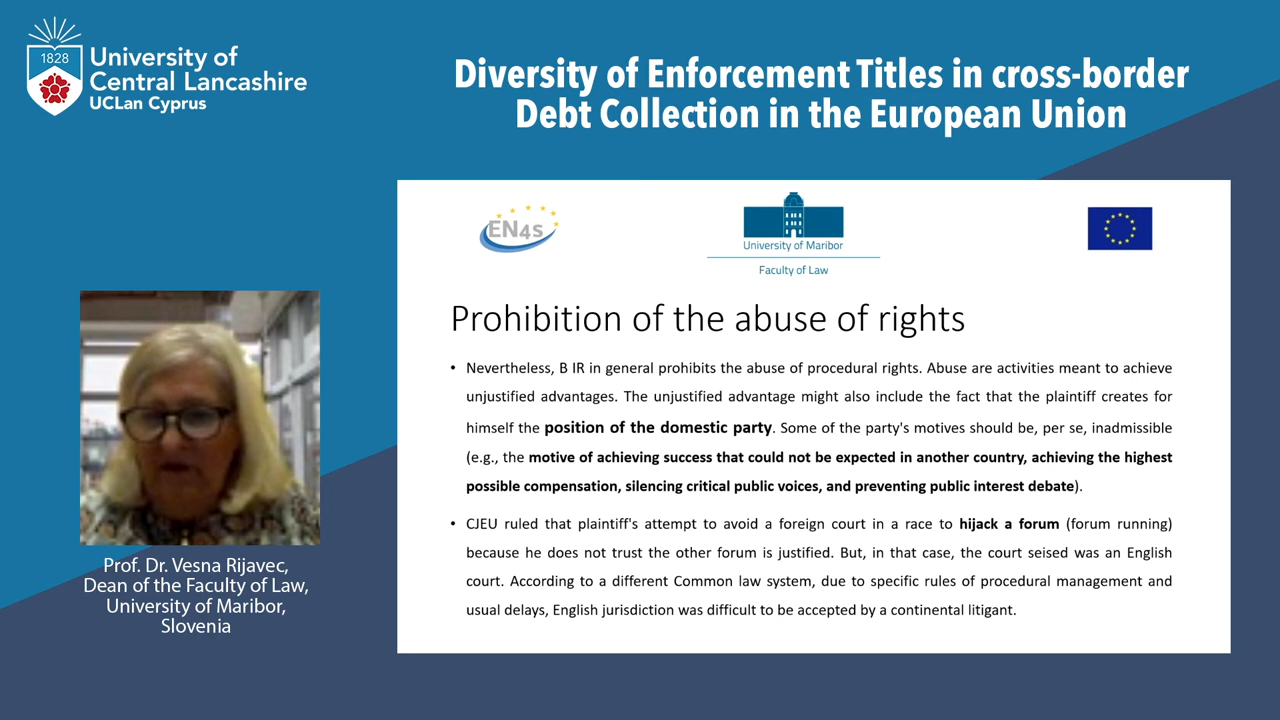 1828
University of
Central Lancashire
UCLan Cyprus
Diversity of Enforcement Titles in cross-border
Debt Collection in the European Union
EN4s
University of Maribor
Faculty of Law
Prohibition of the abuse of rights
• Nevertheless, B IR in general prohibits the abuse of procedural rights. Abuse are activities meant to achieve
unjustified advantages. The unjustified advantage might also include the fact that the plaintiff creates for
himself the position of the domestic party. Some of the party's motives should be, per se, inadmissible
(e.g., the motive of achieving success that could not be expected in another country, achieving the highest
possible compensation, silencing critical public voices, and preventing public interest debate).
• CJEU ruled that plaintiff's attempt to avoid a foreign court in a race to hijack a forum (forum running)
because he does not trust the other forum is justified. But, in that case, the court seised was an English
court. According to a different Common law system, due to specific rules of procedural management and
usual delays, English jurisdiction was difficult to be accepted by a continental litigant.
Prof. Dr. Vesna Rijavec,
Dean of the Faculty of Law,
University of Maribor,
Slovenia